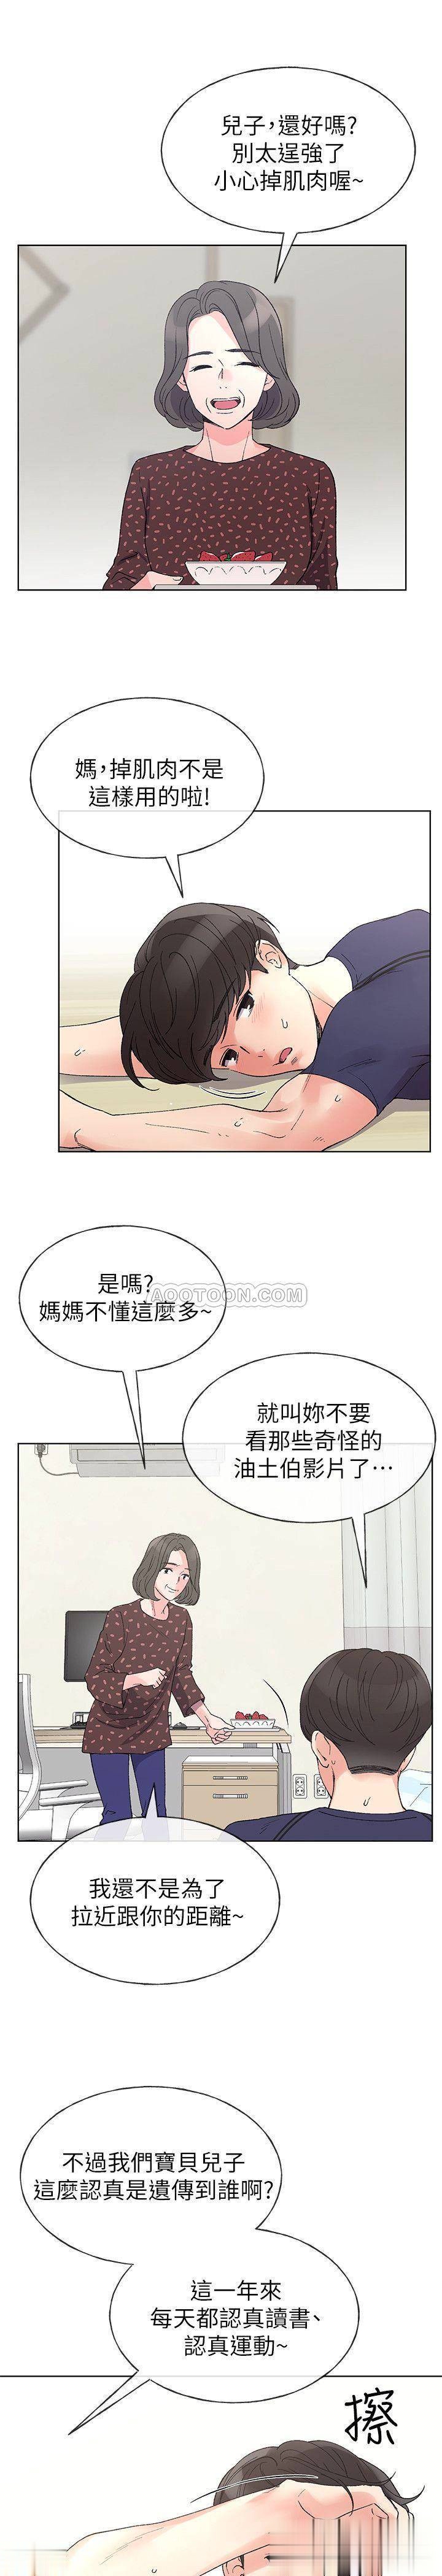 兒子，還好嗎?
別太逞強了
小心掉肌肉喔~
媽，掉肌肉不是
這樣用的啦!
是嗎?
媽媽不懂這麼多~
AOOTOON.COM
就叫妳不要
看那些奇怪的
油土伯影片了…
我還不是為了
拉近跟你的距離~
不過我們寶貝兒子
這麼認真是遺傳到誰啊?
這一年來
每天都認真讀書、
認真運動~
擦